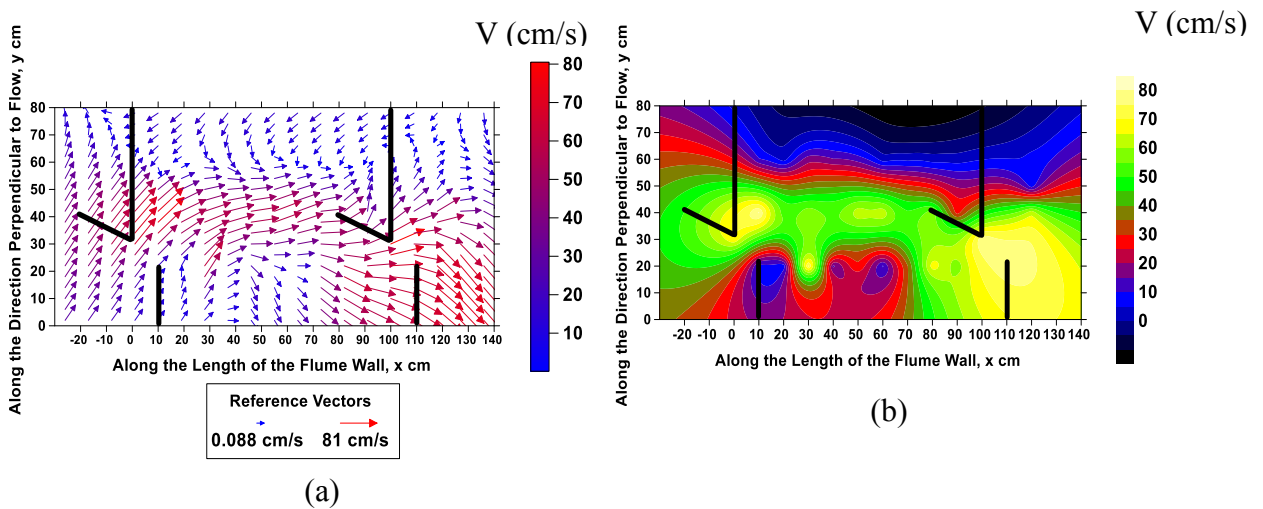 V (cm/s)
80
70
60
50
40
30
20
10
Along the Direction Perpendicular to Flow, y cm
80
70
60
50
40
30
20
10
0
-20 -10 0 10 20 30 40 50 60 70 80 90 100 110 120 130 140
Along the Length of the Flume Wall, x cm
Reference Vectors
0.088 cm/s 81 cm/s
(a)
V (cm/s)
80
70
60
50
40
30
20
10
0
Along the Direction Perpendicular to Flow, y cm
80
70
60
50
40
30
20
10
0
-20 -10 0 10 20 30 40 50 60 70 80 90 100 110 120 130 140
Along the Length of the Flume Wall, x cm
(b)